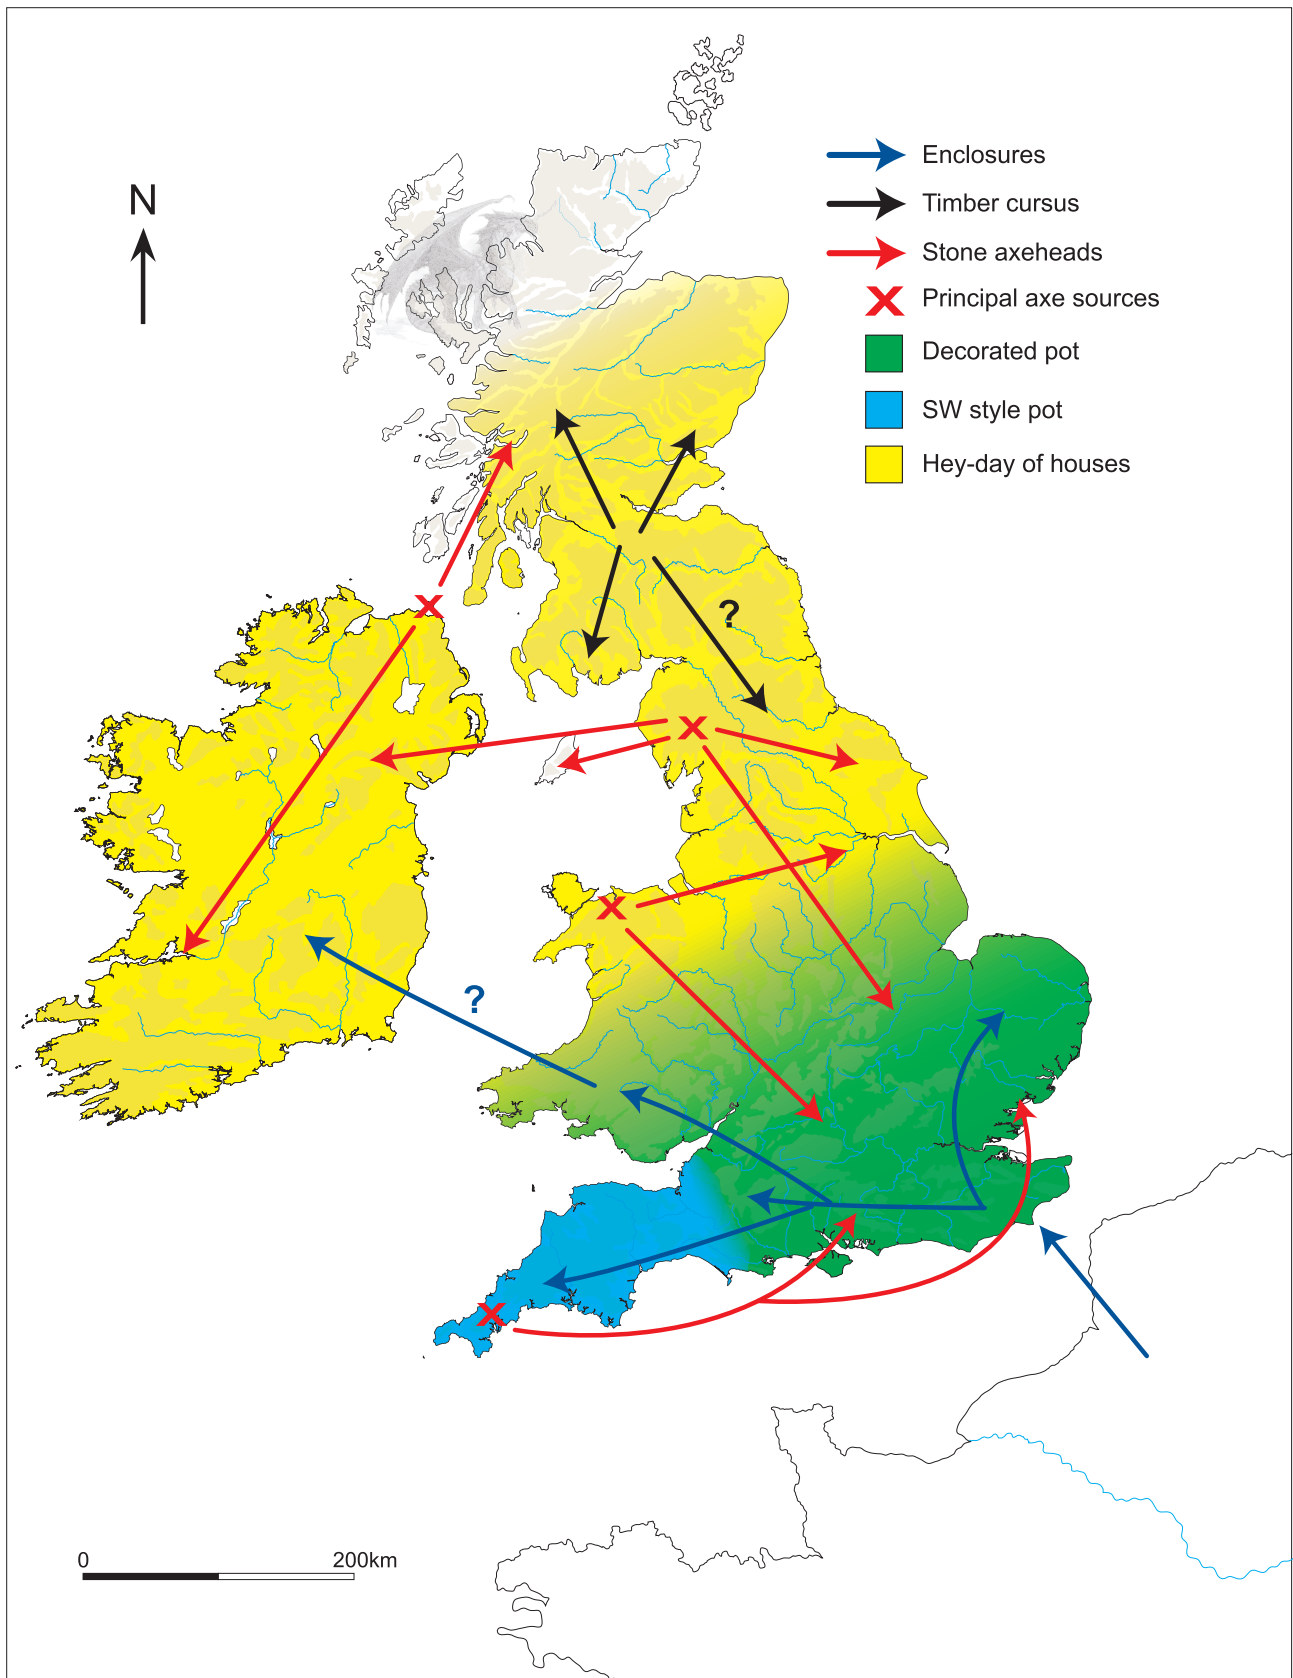 N
Enclosures
Timber cursus
Stone axeheads
Principal axe sources
Decorated pot
SW style pot
Hey-day of houses
?
?
0 200km